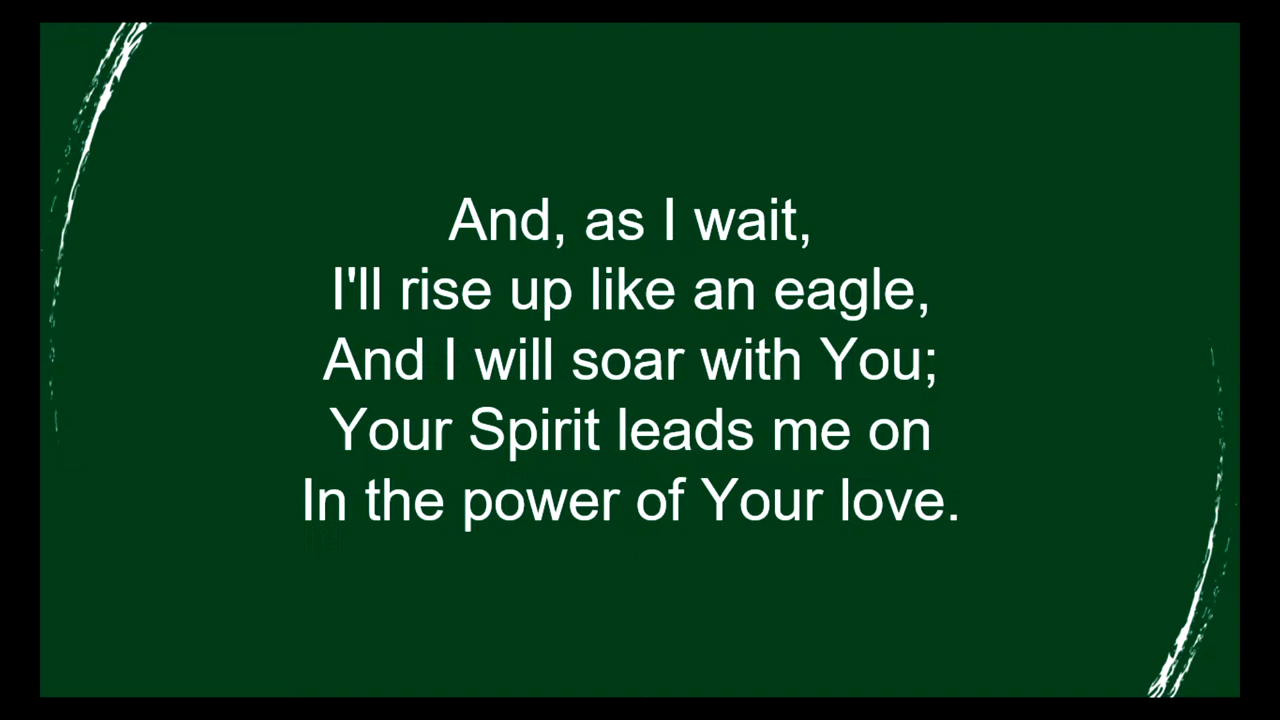 And, as I wait,
I'll rise up like an eagle,
And I will soar with You;
Your Spirit leads me on
In the power of Your love.